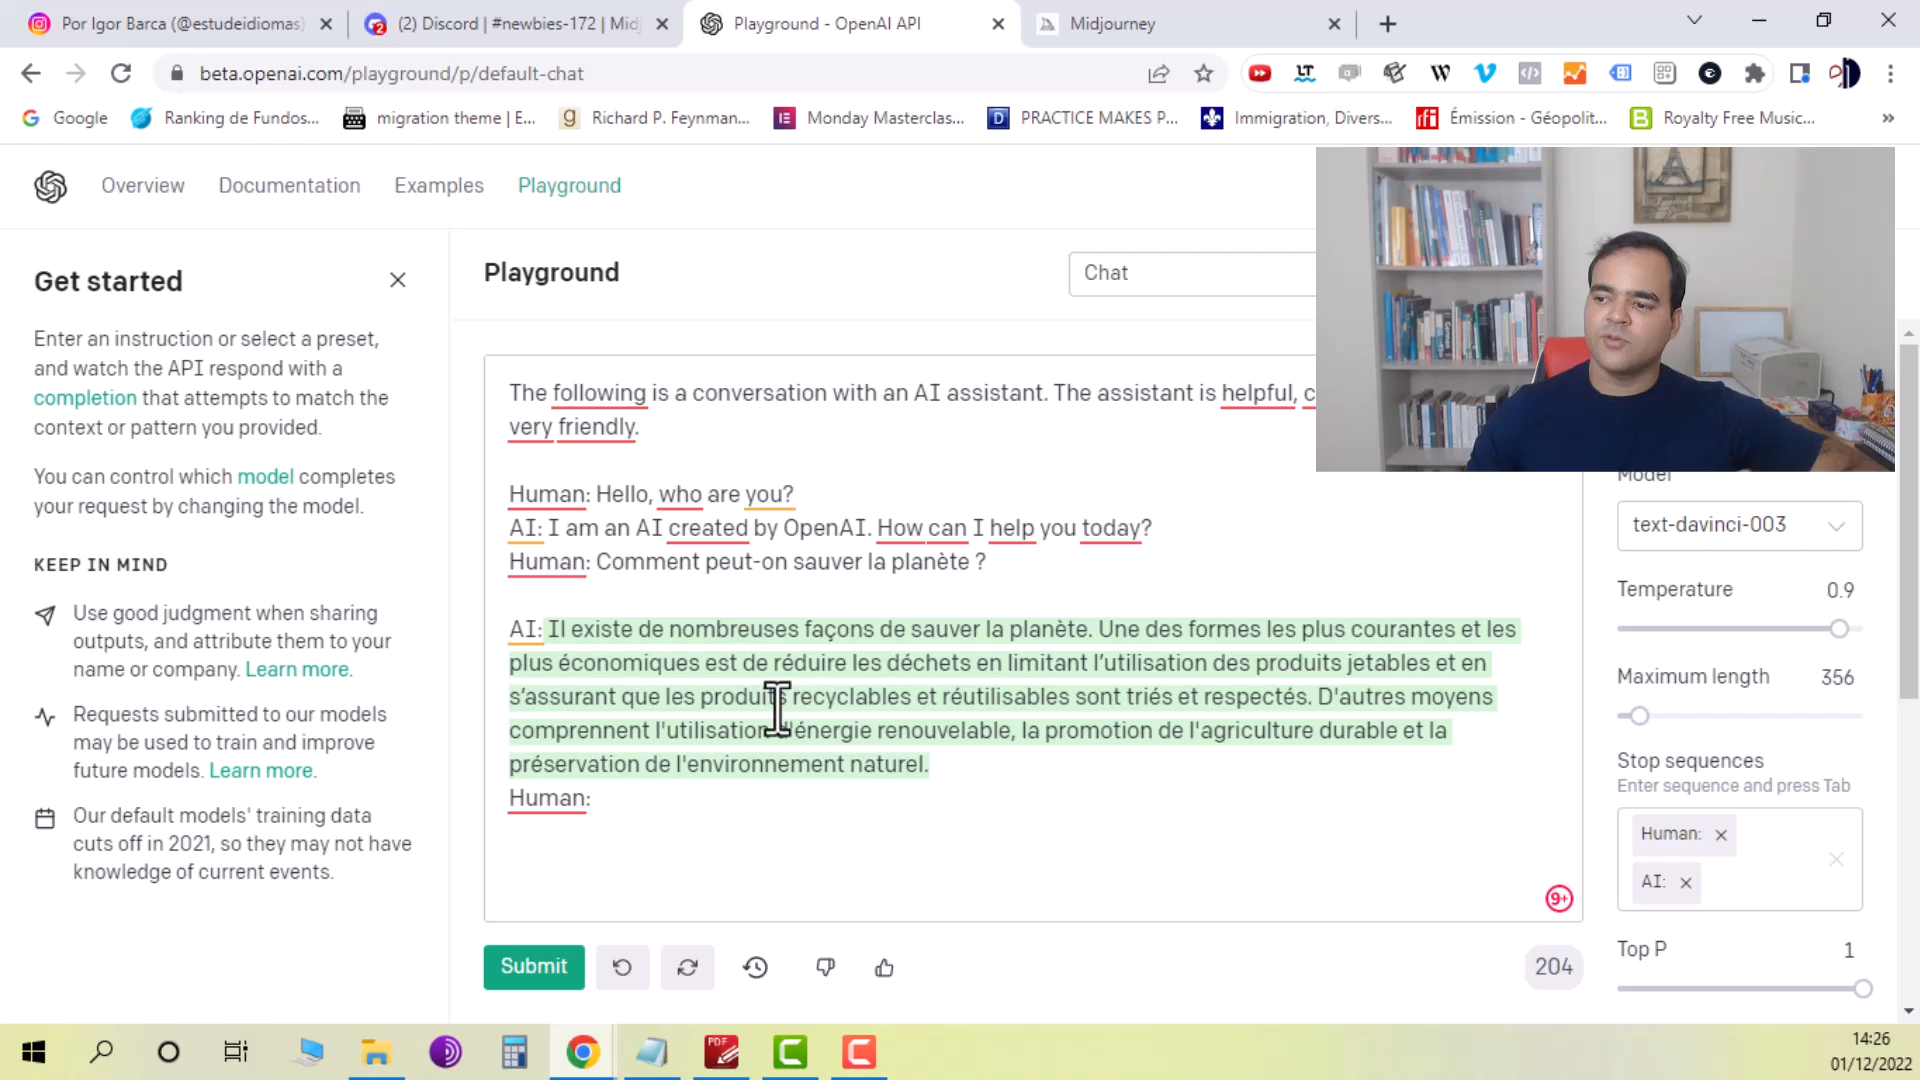 Por Igor Barca (@estudeidiomas)
(2) Discord | #newbies-172 | Midj
Playground - OpenAI API
Midjourney
beta.openai.com/playground/p/default-chat
Google
Ranking de Fundos...
migration theme | E...
Richard P. Feynman...
Monday Masterclas...
PRACTICE MAKES P...
Immigration, Divers...
Émission - Géopolit...
Royalty Free Music...
Overview
Documentation
Examples
Playground
Get started
Enter an instruction or select a preset,
and watch the API respond with a
completion that attempts to match the
context or pattern you provided.
You can control which model completes
your request by changing the model.
KEEP IN MIND
Use good judgment when sharing
outputs, and attribute them to your
name or company. Learn more.
Requests submitted to our models
may be used to train and improve
future models. Learn more.
Our default models' training data
cuts off in 2021, so they may not have
knowledge of current events.
Playground
Chat
The following is a conversation with an AI assistant. The assistant is helpful, c
very friendly.
Human: Hello, who are you?
AI: I am an AI created by OpenAI. How can I help you today?
Human: Comment peut-on sauver la planète ?
AI: Il existe de nombreuses façons de sauver la planète. Une des formes les plus courantes et les
plus économiques est de réduire les déchets en limitant l’utilisation des produits jetables et en
s’assurant que les produits recyclables et réutilisables sont triés et respectés. D'autres moyens
comprennent l'utilisation d'énergie renouvelable, la promotion de l'agriculture durable et la
préservation de l'environnement naturel.
Human:
9+
Submit
204
Model
text-davinci-003
Temperature 0.9
Maximum length 356
Stop sequences
Enter sequence and press Tab
Human:
AI:
Top P 1
14:26
01/12/2022